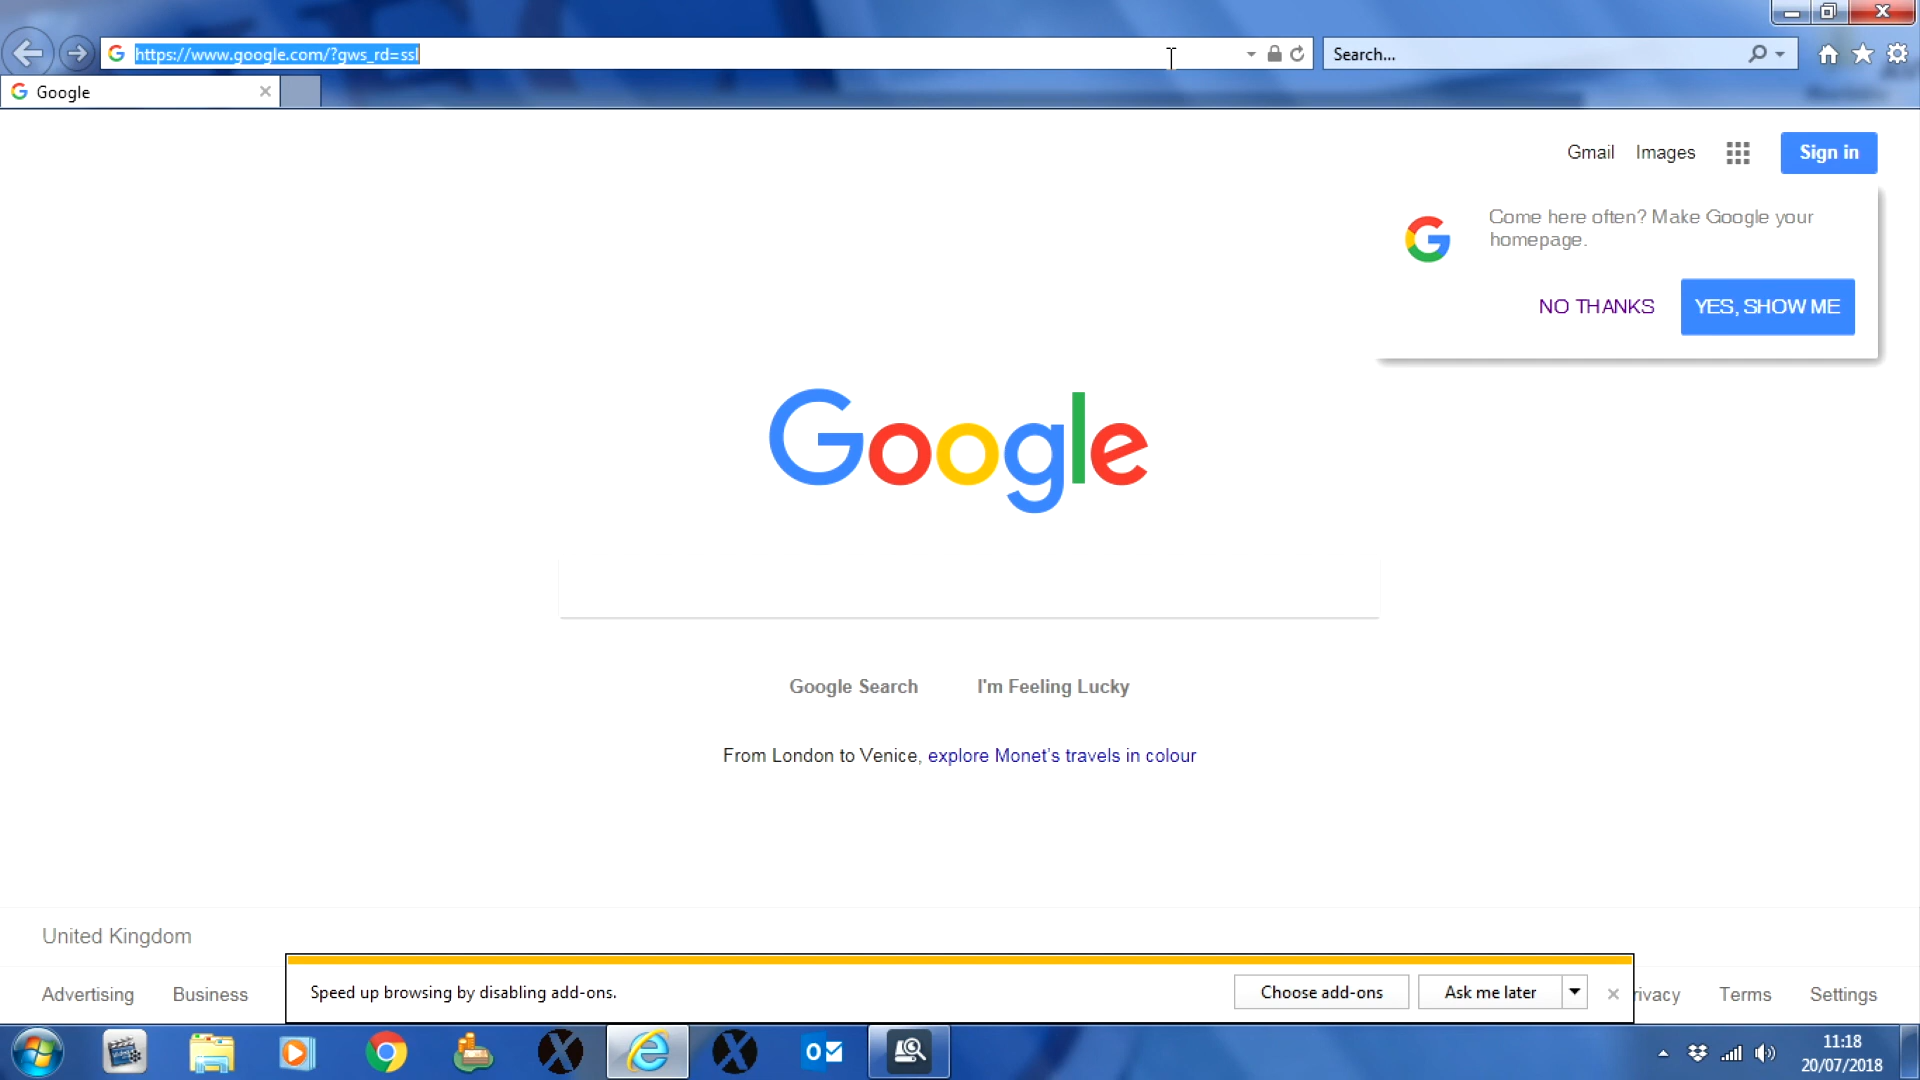 https://www.google.com/?gws_rd=ssl
Search...
Google
Gmail Images Sign in
Come here often? Make Google your
homepage.
NO THANKS YES, SHOW ME
Google
Google Search I'm Feeling Lucky
From London to Venice, explore Monet's travels in colour
United Kingdom
Advertising Business
Speed up browsing by disabling add-ons.
Choose add-ons Ask me later
rivacy Terms Settings
11:18
20/07/2018